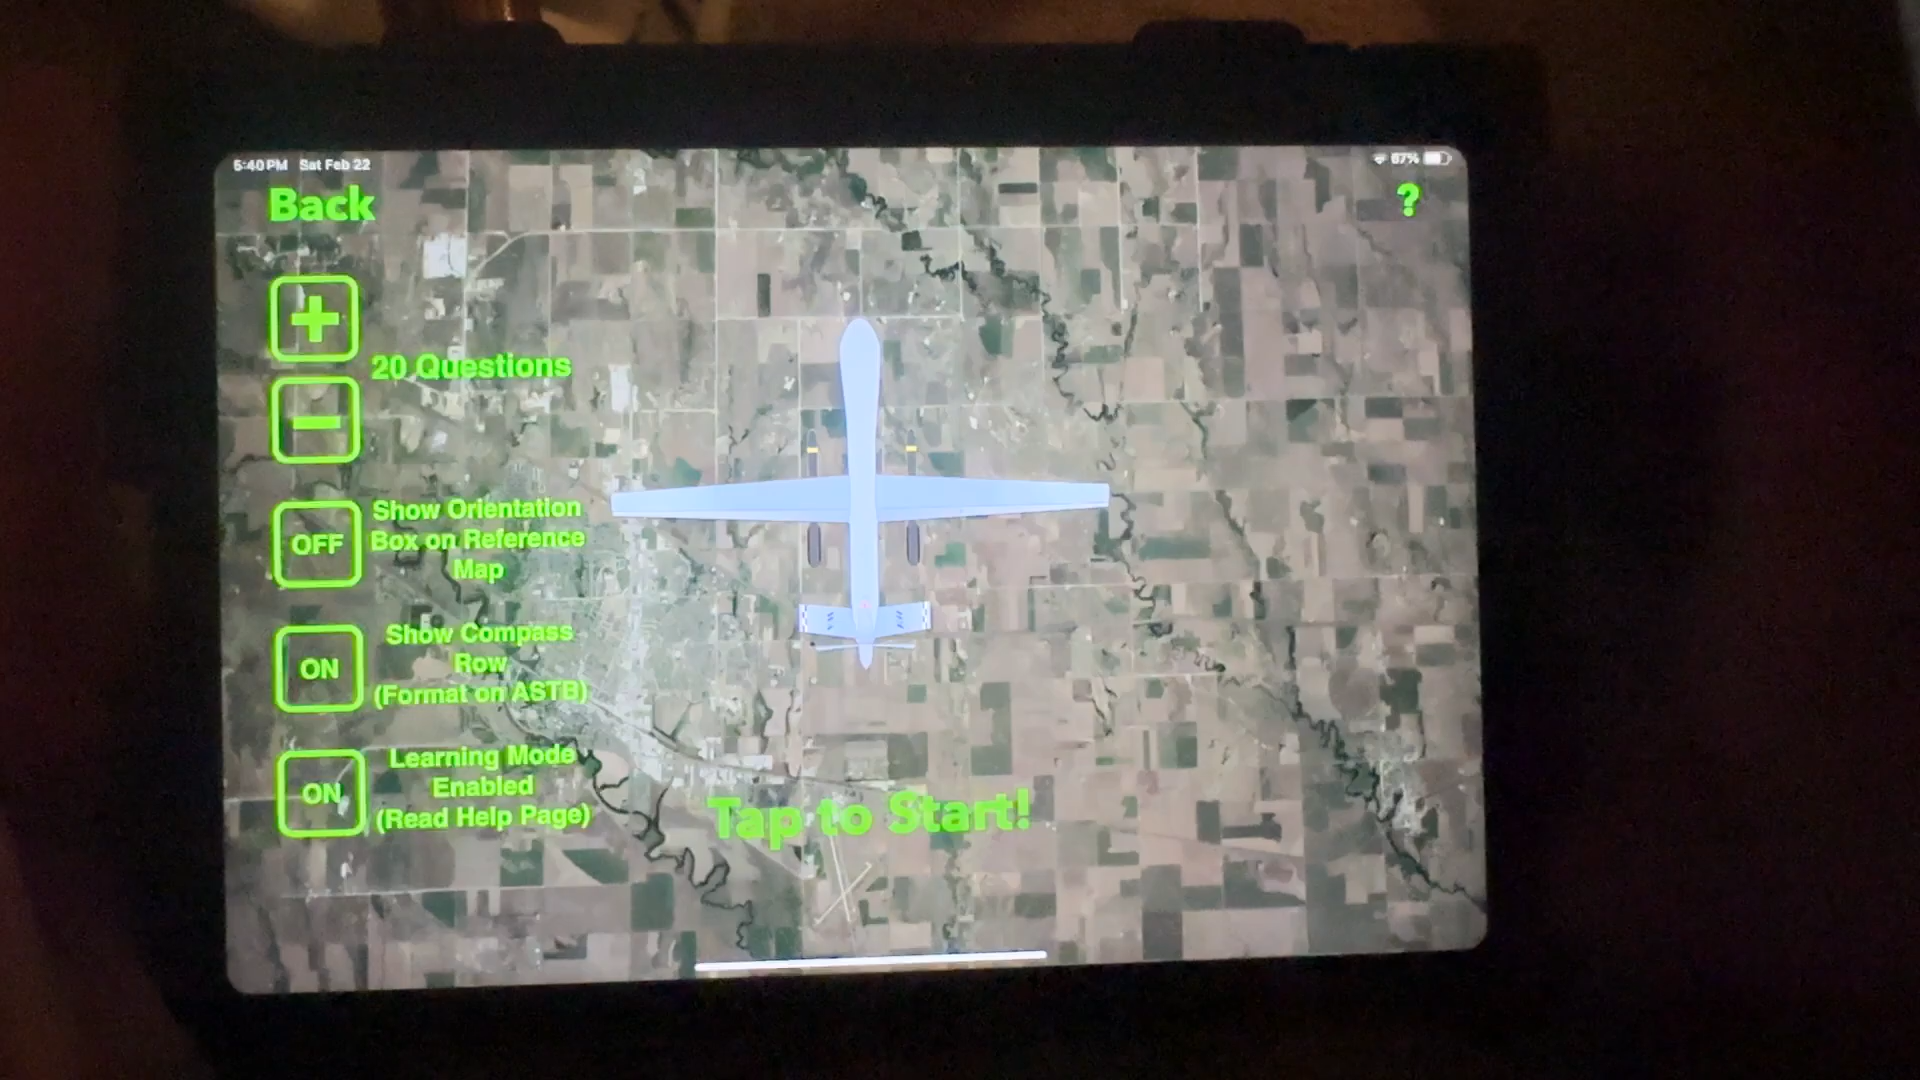 5:40 PM Sat Feb 22
67%
Back
?
20 Questions
OFF
Show Orientation
Box on Reference
Map
ON
Show Compass
Row
(Format on ASTB)
ON
Learning Mode
Enabled
(Read Help Page)
Tap to Start!